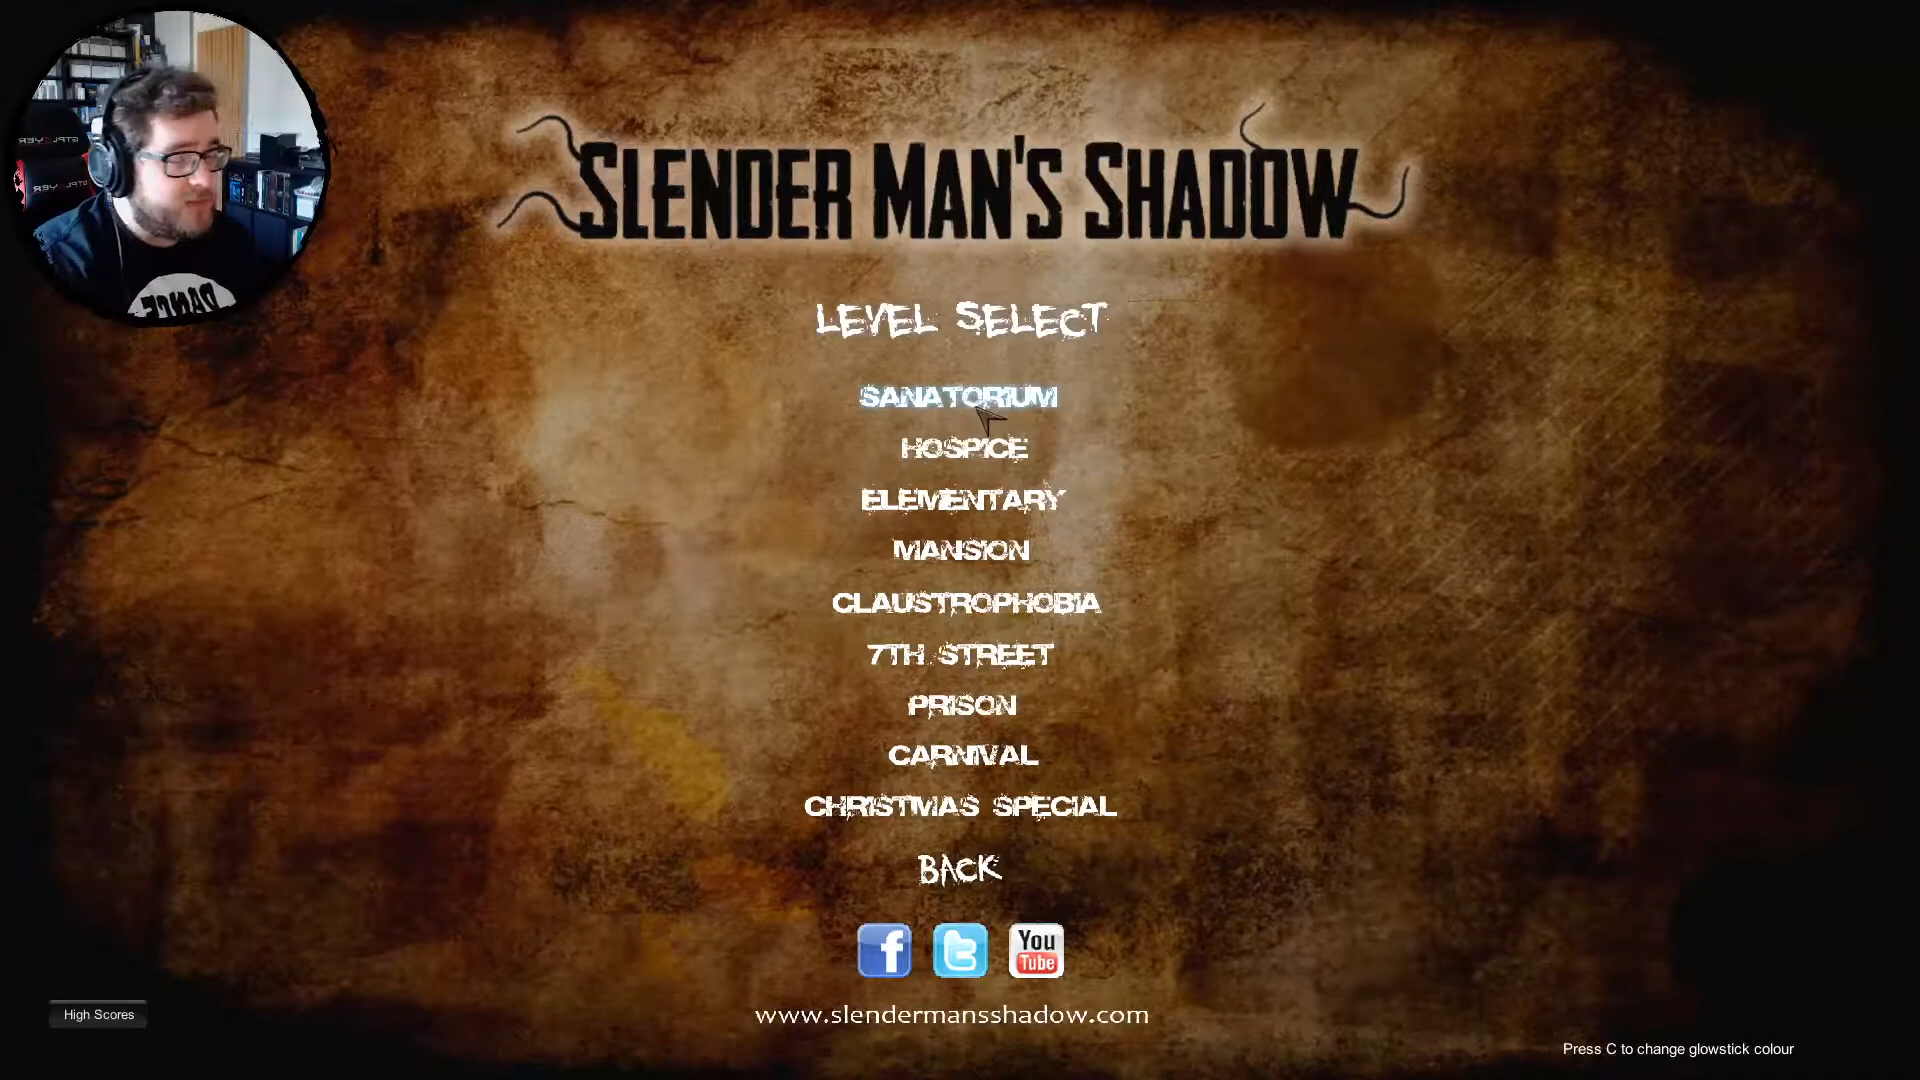 SLENDER MAN'S SHADOW
LEVEL SELECT
SANATORIUM
HOSPICE
ELEMENTARY
MANSION
CLAUSTROPHOBIA
7TH STREET
PRISON
CARNIVAL
CHRISTMAS SPECIAL
BACK
You
Tube
www.slendermansshadow.com
High Scores
Press C to change glowstick colour